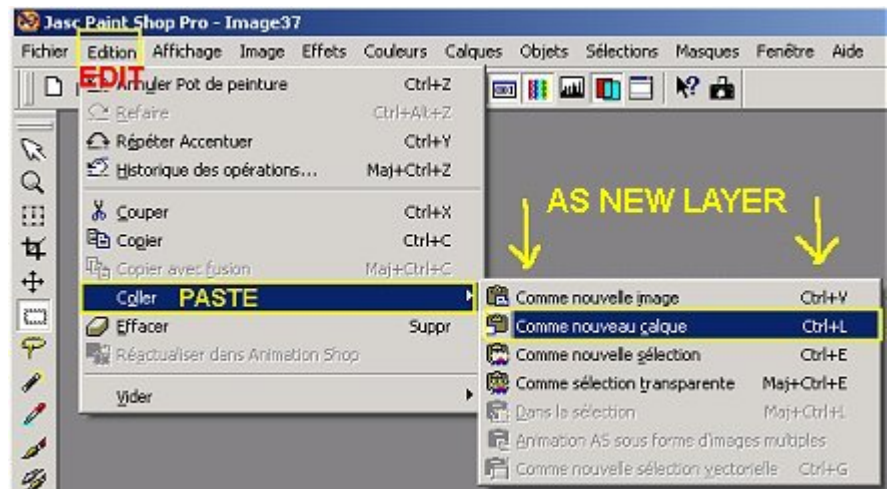 Jasc Paint Shop Pro - Image37
Fichier Edition Affichage Image Effets Couleurs Calques Objets Sélections Masques Fenêtre Aide
EDIT
Annuler Pot de peinture Ctrl+Z
Refaire Ctrl+Alt+Z
Répéter Accentuer Ctrl+Y
Historique des opérations... Maj+Ctrl+Z
Couper Ctrl+X
Copier Ctrl+C
Copier avec fusion Maj+Ctrl+C
Coller PASTE
Effacer Suppr
Réactualiser dans Animation Shop
Vider
AS NEW LAYER
Comme nouvelle image Ctrl+V
Comme nouveau calque Ctrl+L
Comme nouvelle sélection Ctrl+E
Comme sélection transparente Maj+Ctrl+E
Dans la sélection Maj+Ctrl+L
Animation AS sous forme d'images multiples
Comme nouvelle sélection vectorielle Ctrl+G